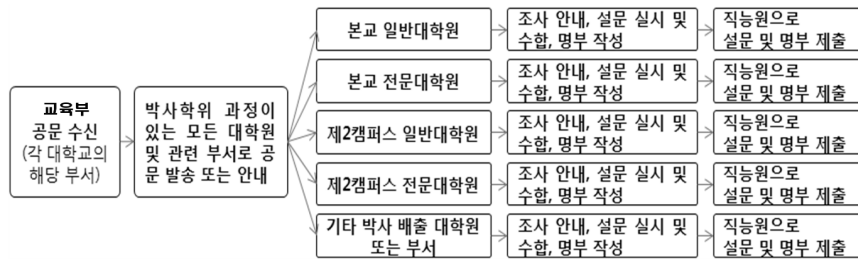 교육부
공문 수신
(각 대학교의
해당 부서)
박사학위 과정이
있는 모든 대학원
및 관련 부서로 공
문 발송 또는 안내
본교 일반대학원
조사 안내, 설문 실시 및
수합, 명부 작성
직능원으로
설문 및 명부 제출
본교 전문대학원
조사 안내, 설문 실시 및
수합, 명부 작성
직능원으로
설문 및 명부 제출
제2캠퍼스 일반대학원
조사 안내, 설문 실시 및
수합, 명부 작성
직능원으로
설문 및 명부 제출
제2캠퍼스 전문대학원
조사 안내, 설문 실시 및
수합, 명부 작성
직능원으로
설문 및 명부 제출
기타 박사 배출 대학원
또는 부서
조사 안내, 설문 실시 및
수합, 명부 작성
직능원으로
설문 및 명부 제출